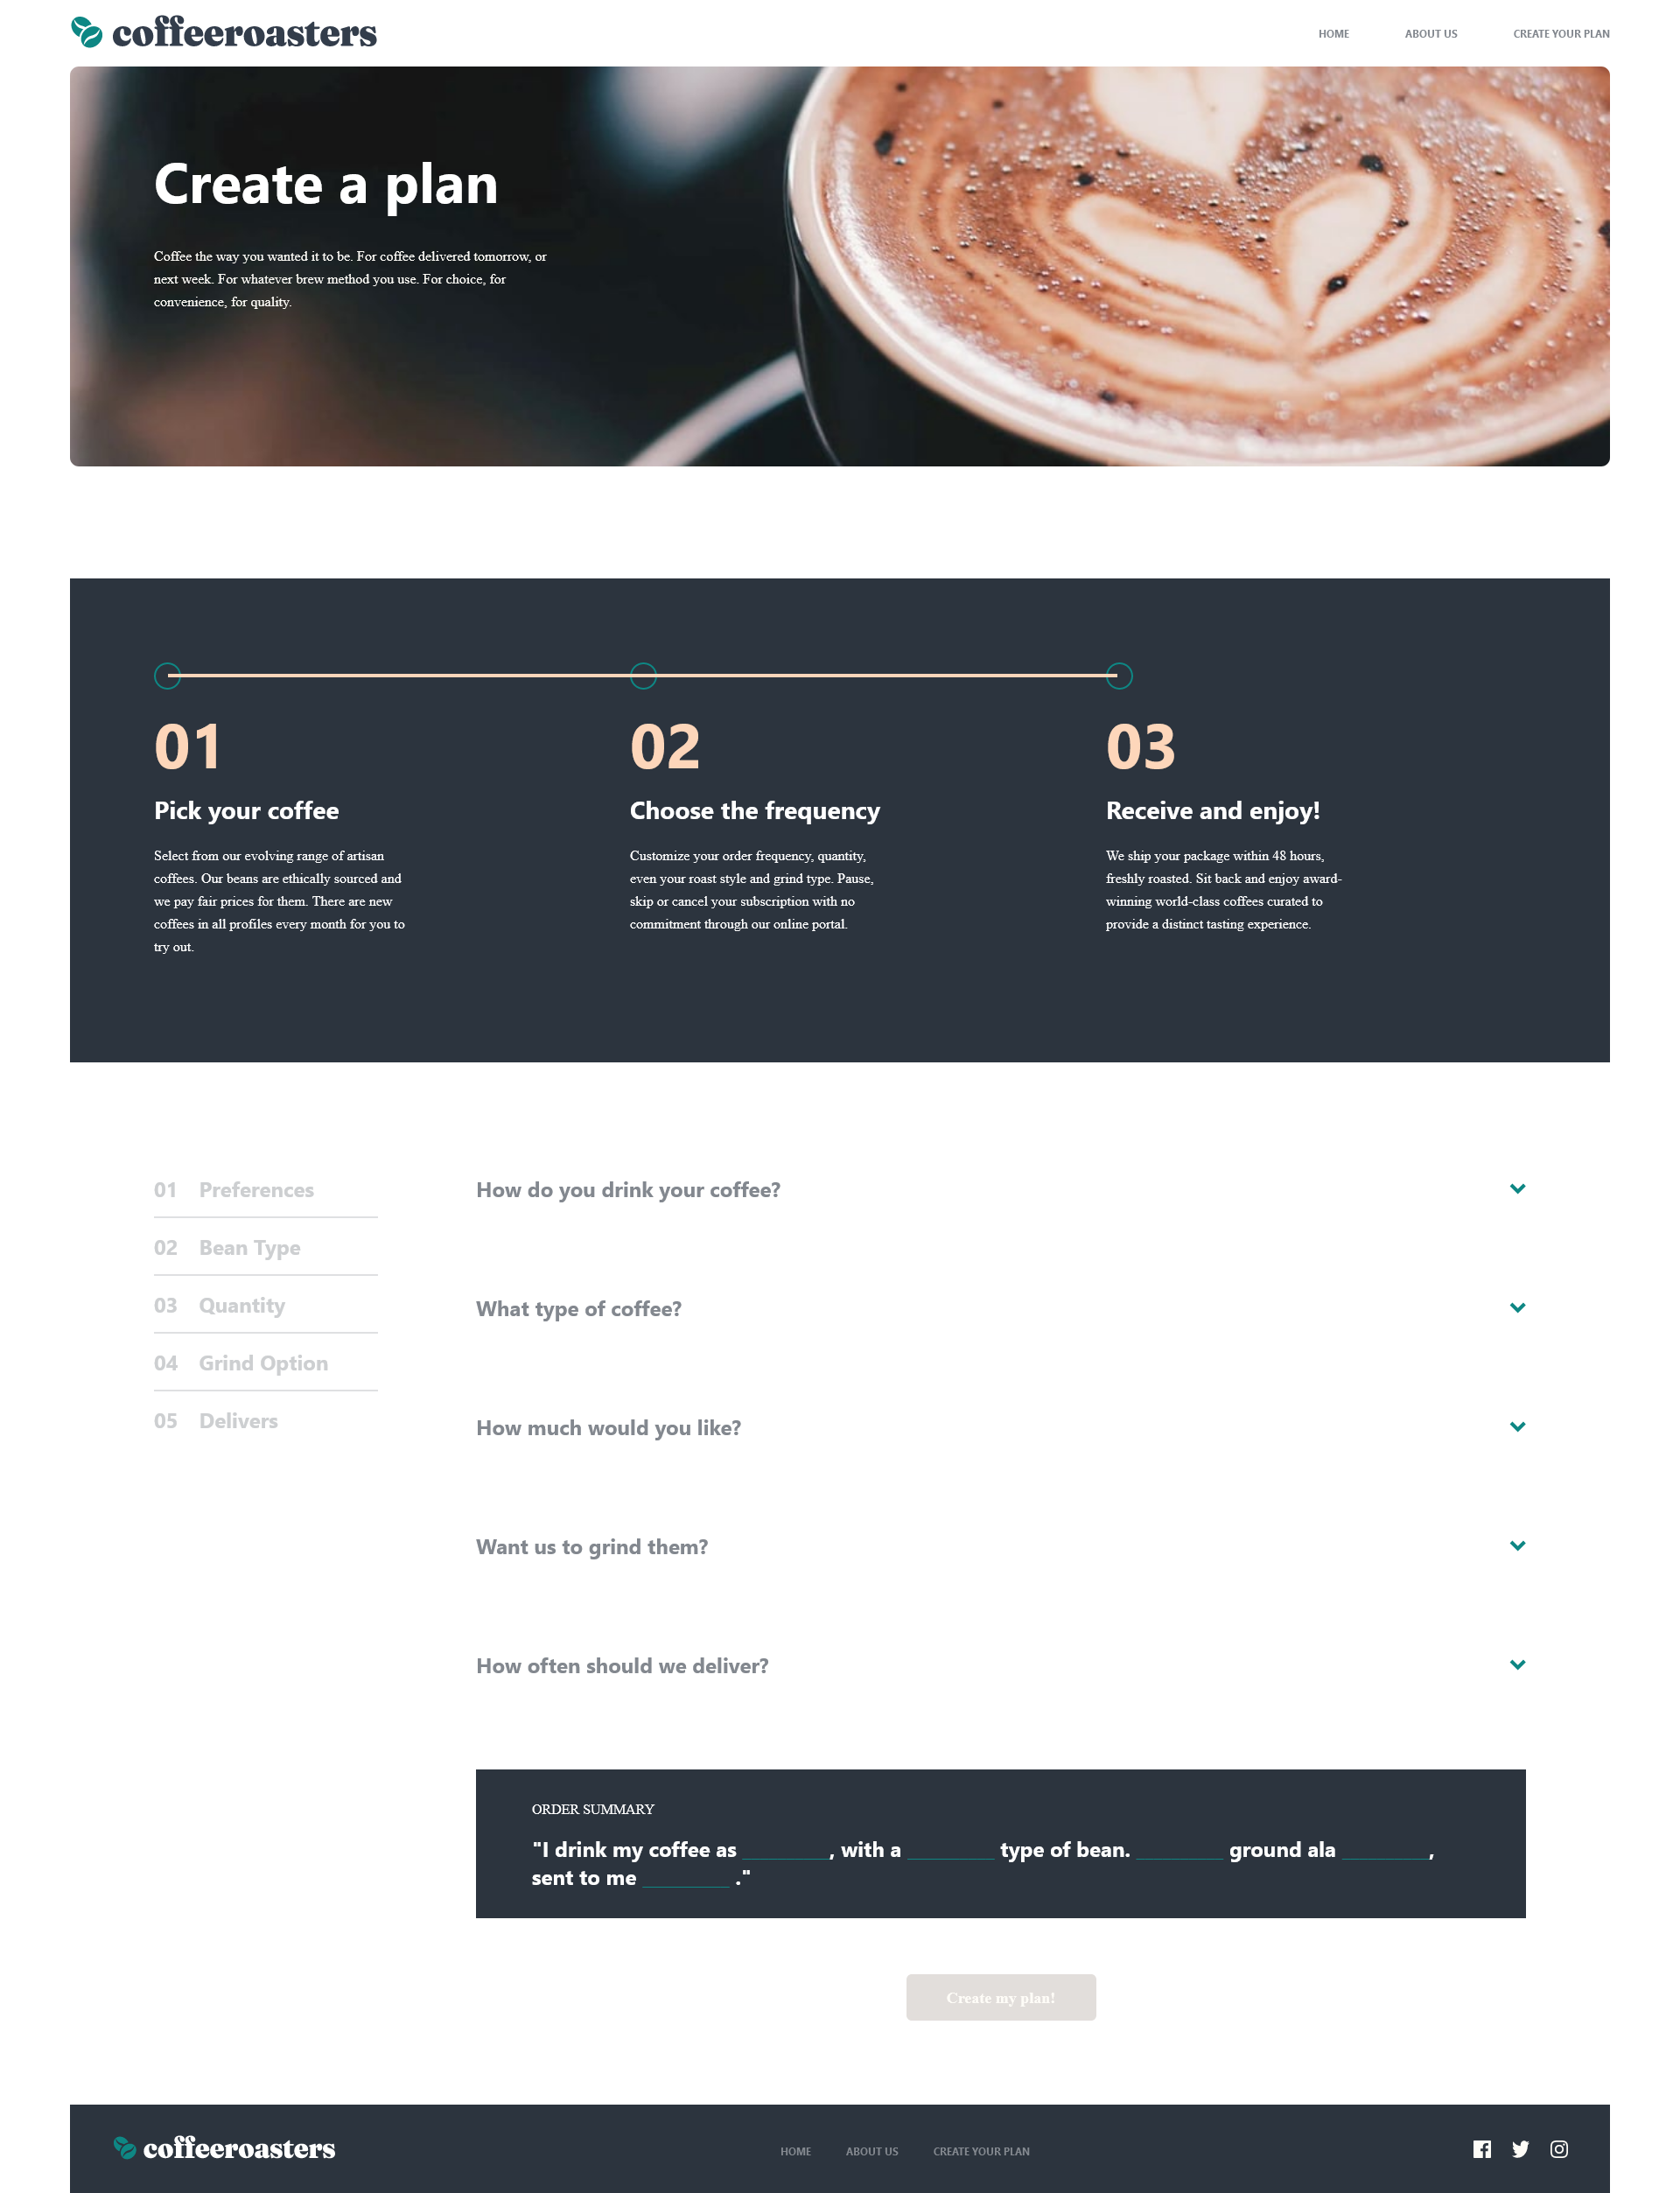 coffeeroasters
HOME ABOUT US CREATE YOUR PLAN
Create a plan
Coffee the way you wanted it to be. For coffee delivered tomorrow, or
next week. For whatever brew method you use. For choice, for
convenience, for quality.
01
Pick your coffee
Select from our evolving range of artisan
coffees. Our beans are ethically sourced and
we pay fair prices for them. There are new
coffees in all profiles every month for you to
try out.
02
Choose the frequency
Customize your order frequency, quantity,
even your roast style and grind type. Pause,
skip or cancel your subscription with no
commitment through our online portal.
03
Receive and enjoy!
We ship your package within 48 hours,
freshly roasted. Sit back and enjoy award-
winning world-class coffees curated to
provide a distinct tasting experience.
01 Preferences
02 Bean Type
03 Quantity
04 Grind Option
05 Delivers
How do you drink your coffee?
What type of coffee?
How much would you like?
Want us to grind them?
How often should we deliver?
ORDER SUMMARY
"I drink my coffee as ________, with a ________ type of bean. ________ ground ala ________,
sent to me ________ ."
Create my plan!
coffeeroasters
HOME ABOUT US CREATE YOUR PLAN